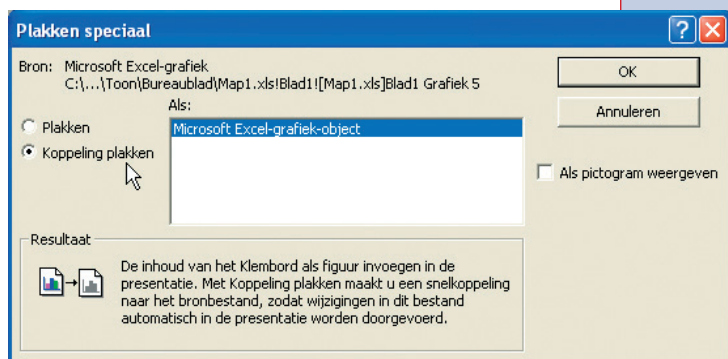 Plakken speciaal
Bron: Microsoft Excel-grafiek
C:\...\Toon\Bureaublad\Map1.xls!Blad1![Map1.xls]Blad1 Grafiek 5
Als:
Plakken
Koppeling plakken
Microsoft Excel-grafiek-object
OK
Annuleren
Als pictogram weergeven
Resultaat
De inhoud van het Klembord als figuur invoegen in de
presentatie. Met Koppeling plakken maakt u een snelkoppeling
naar het bronbestand, zodat wijzigingen in dit bestand
automatisch in de presentatie worden doorgevoerd.